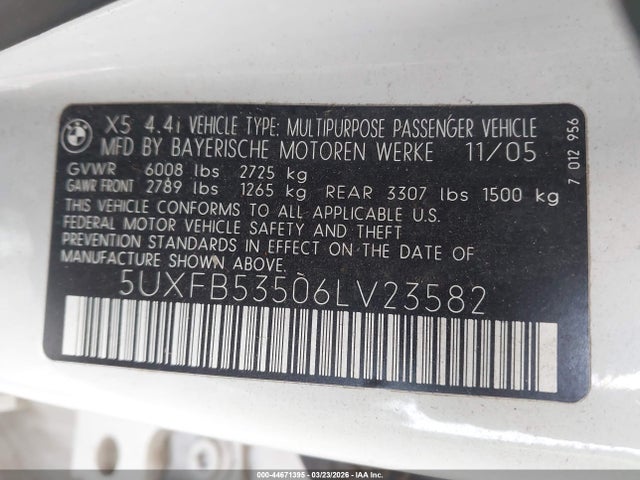 X5 4.4i VEHICLE TYPE: MULTIPURPOSE PASSENGER VEHICLE
MFD BY BAYERISCHE MOTOREN WERKE 11/05
GVWR 6008 lbs 2725 kg
GAWR FRONT 2789 lbs 1265 kg REAR 3307 lbs 1500 kg
THIS VEHICLE CONFORMS TO ALL APPLICABLE U.S.
FEDERAL MOTOR VEHICLE SAFETY AND THEFT
PREVENTION STANDARDS IN EFFECT ON THE DATE OF
MANUFACTURE SHOWN ABOVE.
5UXFB53506LV23582
7 012 956
000-44671395 | 03/23/2026 - IAA Corp.